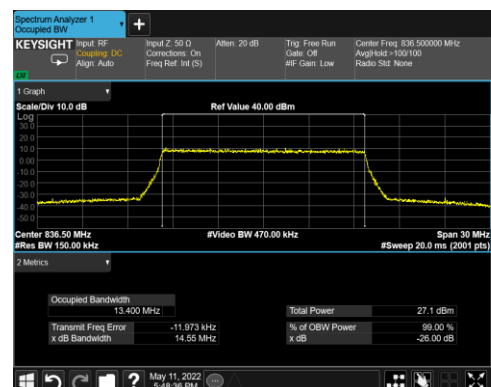 Spectrum Analyzer 1
Occupied BW
+
KEYSIGHT Input: RF Input Z: 50 Ω Atten: 20 dB Trig: Free Run Center Freq: 836.500000 MHz
Coupling: DC Corrections: On Gate: Off Avg|Hold:>100/100
Align: Auto Freq Ref: Int (S) #IF Gain: Low Radio Std: None
1 Graph
Scale/Div 10.0 dB Ref Value 40.00 dBm
Log
30.0
20.0
10.0
0.00
-10.0
-20.0
-30.0
-40.0
-50.0
Center 836.50 MHz #Video BW 470.00 kHz Span 30 MHz
#Res BW 150.00 kHz #Sweep 20.0 ms (2001 pts)
2 Metrics
Occupied Bandwidth
13.400 MHz Total Power 27.1 dBm
Transmit Freq Error -11.973 kHz % of OBW Power 99.00 %
x dB Bandwidth 14.55 MHz x dB -26.00 dB
? May 11, 2022
5:48:36 PM